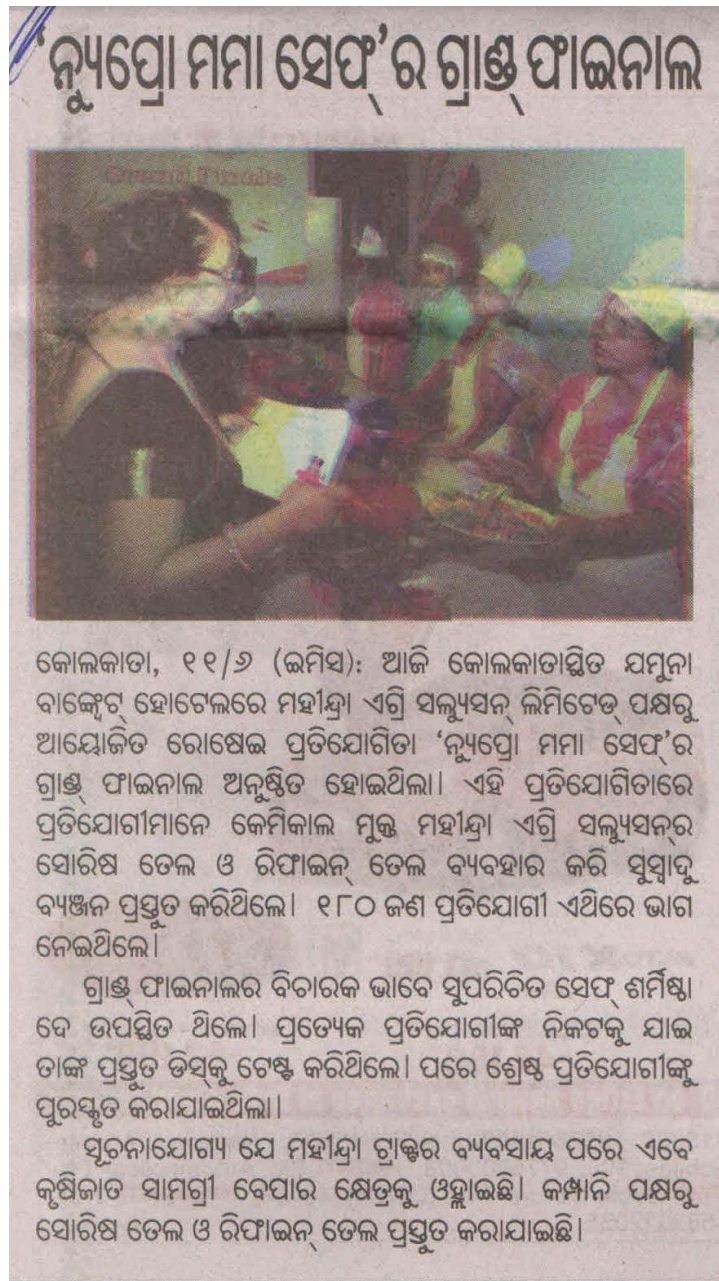 'ନ୍ୟୁପ୍ରୋ ମମା ସେଫ୍'ର ଗ୍ରାଣ୍ଡ ଫାଇନାଲ
କୋଲକାତା, ୧୧/୬ (ଇମିସ): ଆଜି କୋଲକାତାସ୍ଥିତ ଯମୁନା
ବାଙ୍କ୍ୱେଟ୍ ହୋଟେଲରେ ମହୀନ୍ଦ୍ରା ଏଗ୍ରି ସଲ୍ୟୁସନ୍ ଲିମିଟେଡ୍ ପକ୍ଷରୁ
ଆୟୋଜିତ ରୋଷେଇ ପ୍ରତିଯୋଗିତା 'ନ୍ୟୁପ୍ରୋ ମମା ସେଫ୍'ର
ଗ୍ରାଣ୍ଡ୍ ଫାଇନାଲ ଅନୁଷ୍ଠିତ ହୋଇଥିଲା। ଏହି ପ୍ରତିଯୋଗିତାରେ
ପ୍ରତିଯୋଗୀମାନେ କେମିକାଲ ମୁକ୍ତ ମହୀନ୍ଦ୍ରା ଏଗ୍ରି ସଲ୍ୟୁସନ୍‌ର
ସୋରିଷ ତେଲ ଓ ରିଫାଇନ୍ ତେଲ ବ୍ୟବହାର କରି ସୁସ୍ୱାଦୁ
ବ୍ୟଞ୍ଜନ ପ୍ରସ୍ତୁତ କରିଥିଲେ। ୧୮୦ ଜଣ ପ୍ରତିଯୋଗୀ ଏଥିରେ ଭାଗ
ନେଇଥିଲେ।
ଗ୍ରାଣ୍ଡ୍ ଫାଇନାଲର ବିଚାରକ ଭାବେ ସୁପରିଚିତ ସେଫ୍ ଶର୍ମିଷ୍ଠା
ଦେ ଉପସ୍ଥିତ ଥିଲେ। ପ୍ରତ୍ୟେକ ପ୍ରତିଯୋଗୀଙ୍କ ନିକଟକୁ ଯାଇ
ତାଙ୍କ ପ୍ରସ୍ତୁତ ଡିସ୍‌କୁ ଟେଷ୍ଟ କରିଥିଲେ। ପରେ ଶ୍ରେଷ୍ଠ ପ୍ରତିଯୋଗୀଙ୍କୁ
ପୁରସ୍କୃତ କରାଯାଇଥିଲା।
ସୂଚନାଯୋଗ୍ୟ ଯେ ମହୀନ୍ଦ୍ରା ଟ୍ରାକ୍ଟର ବ୍ୟବସାୟ ପରେ ଏବେ
କୃଷିଜାତ ସାମଗ୍ରୀ ବେପାର କ୍ଷେତ୍ରକୁ ଓହ୍ଲାଇଛି। କମ୍ପାନି ପକ୍ଷରୁ
ସୋରିଷ ତେଲ ଓ ରିଫାଇନ୍ ତେଲ ପ୍ରସ୍ତୁତ କରାଯାଇଛି।